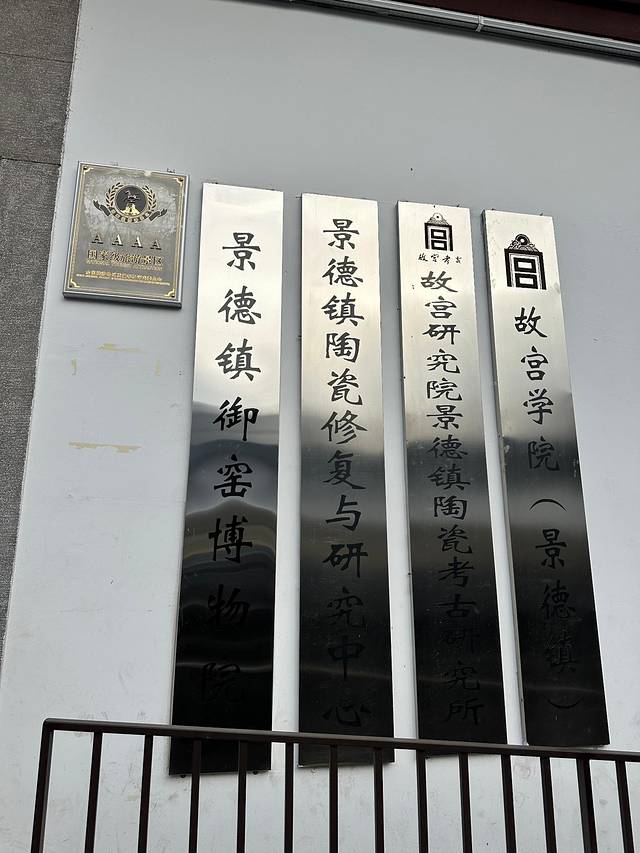 AAAA
国家级旅游景区
景德镇御窑博物院
景德镇陶瓷修复与研究中心
故宫考古
故宫研究院景德镇陶瓷考古研究所
故宫学院（景德镇）